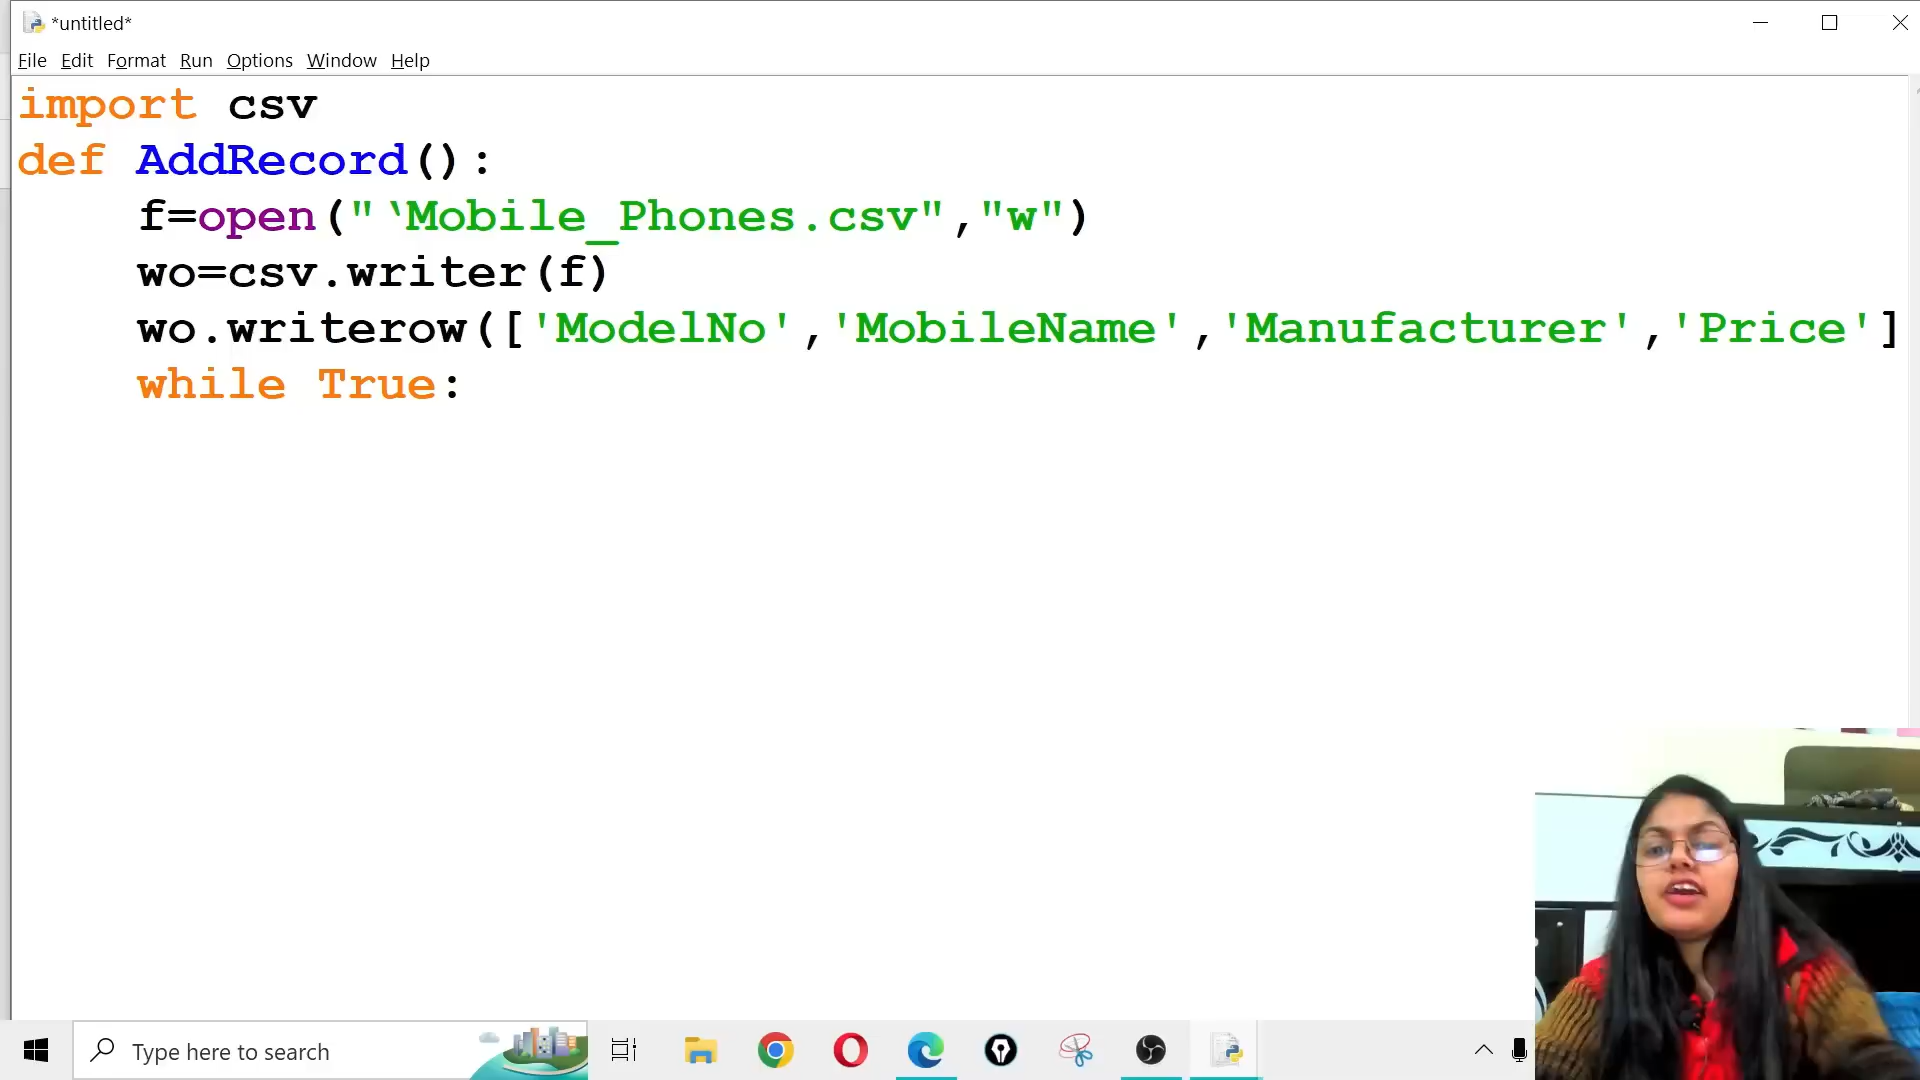 *untitled*
File Edit Format Run Options Window Help
import csv
def AddRecord():
    f=open("‘Mobile_Phones.csv","w")
    wo=csv.writer(f)
    wo.writerow(['ModelNo','MobileName','Manufacturer','Price']
    while True:
Type here to search